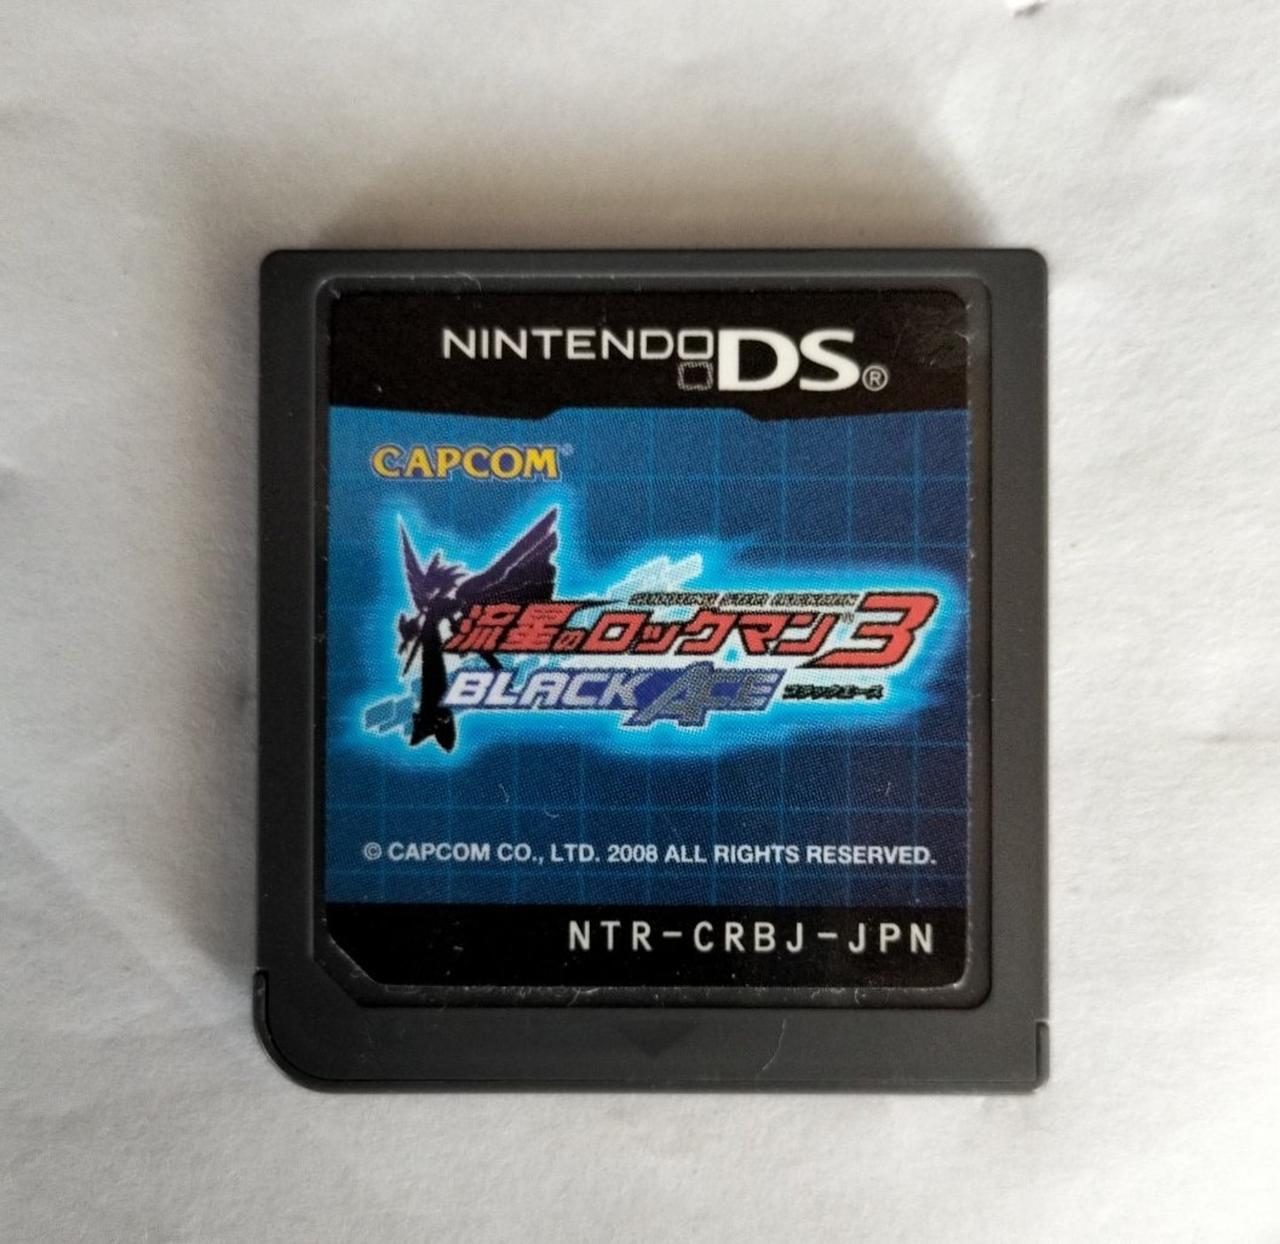 NINTENDO DS®
CAPCOM®
SHOOTING STAR ROCKMAN
流星のロックマン3
BLACK ACE ブラックエース
© CAPCOM CO., LTD. 2008 ALL RIGHTS RESERVED.
NTR-CRBJ-JPN